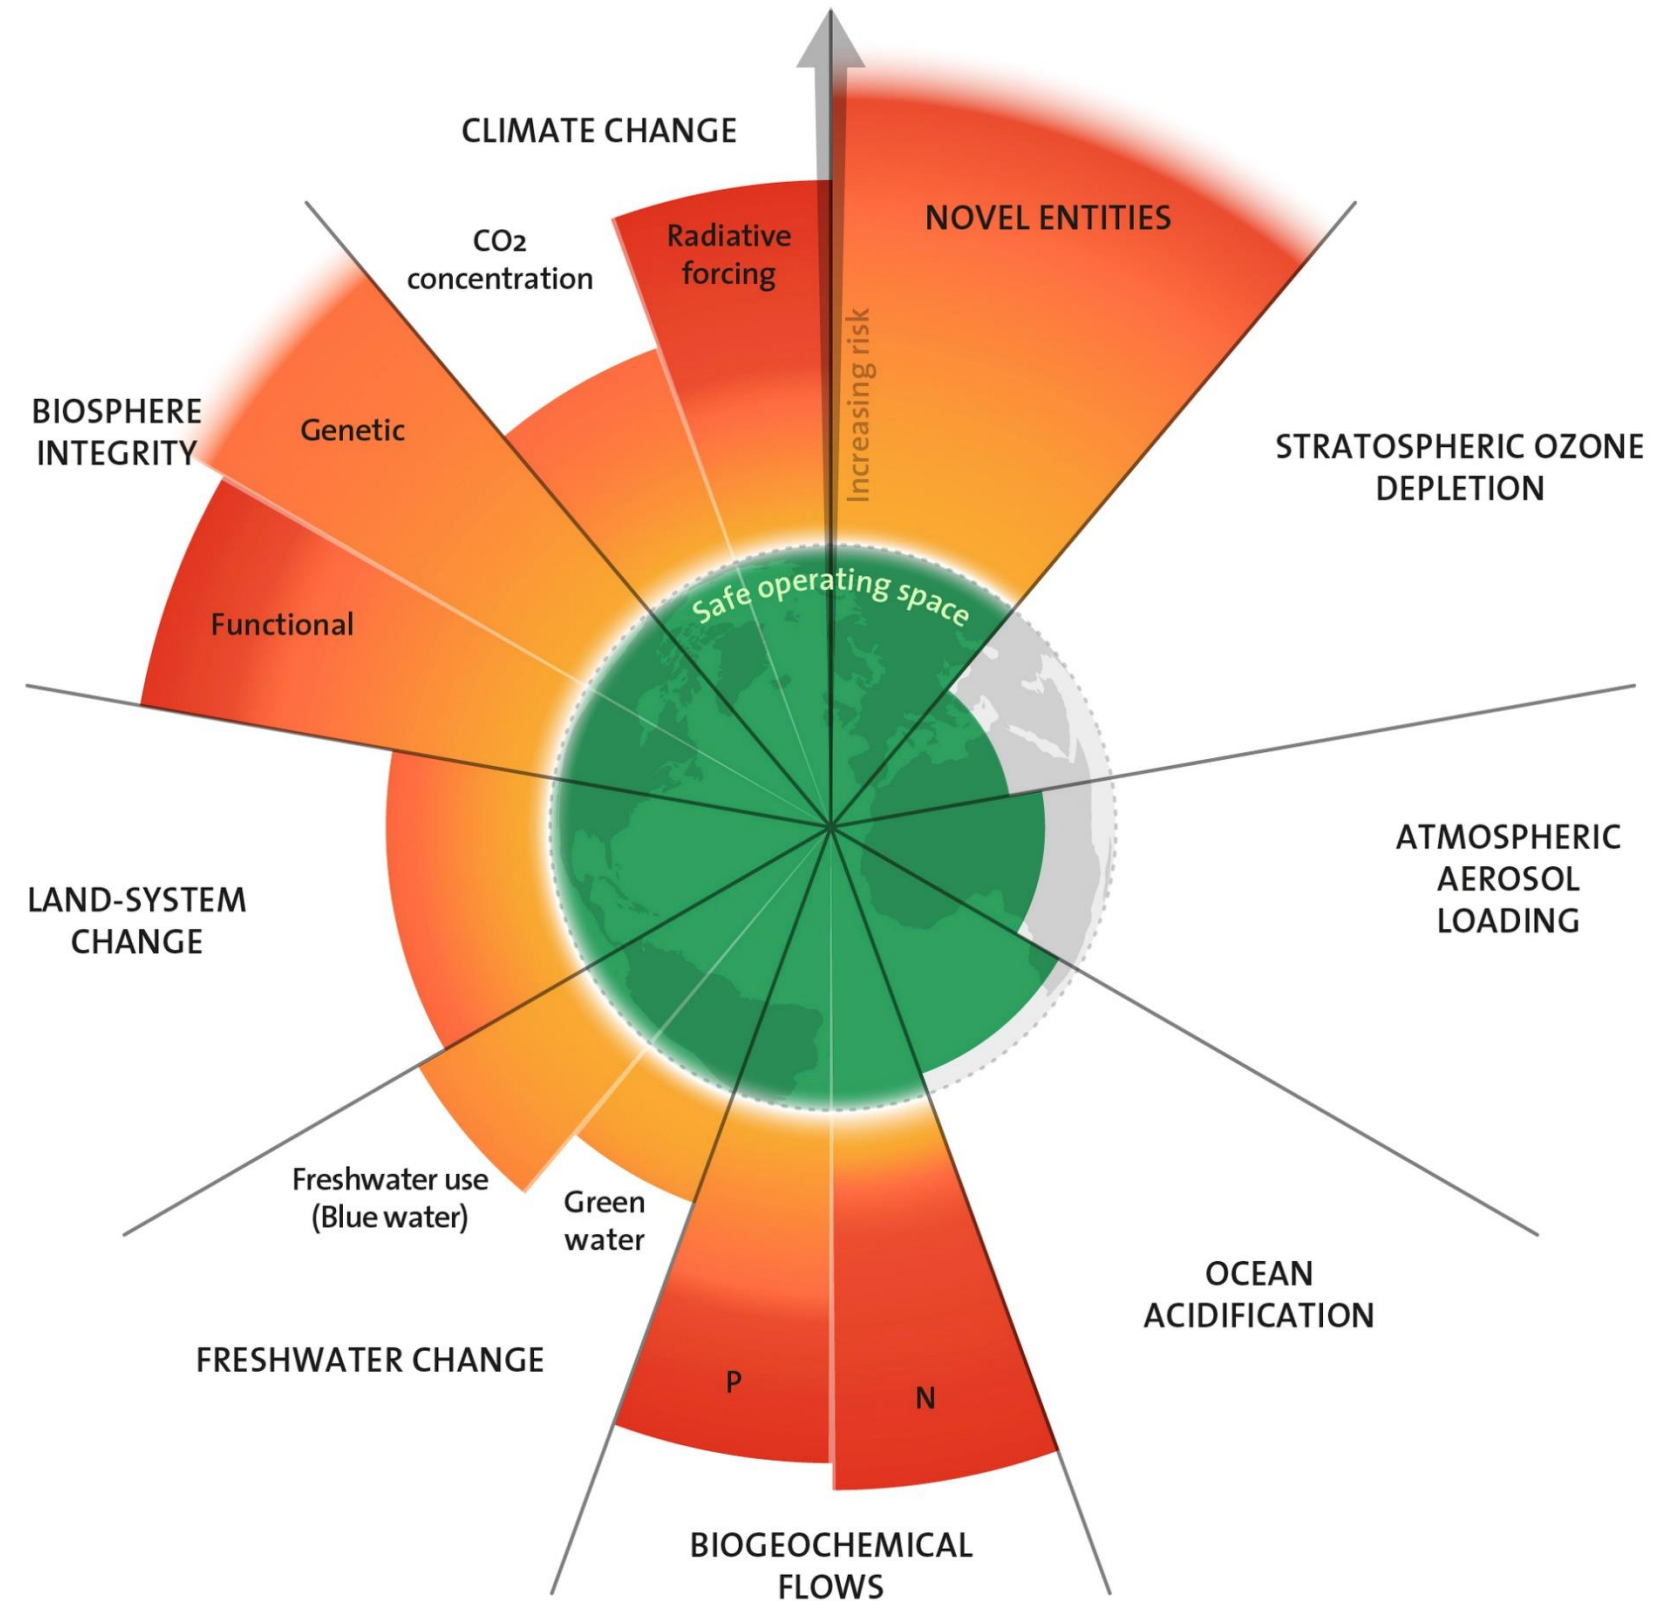 CLIMATE CHANGE
CO2
concentration
Radiative
forcing
NOVEL ENTITIES
Increasing risk
BIOSPHERE
INTEGRITY
Genetic
Functional
STRATOSPHERIC OZONE
DEPLETION
Safe operating space
ATMOSPHERIC
AEROSOL
LOADING
LAND-SYSTEM
CHANGE
Freshwater use
(Blue water)
Green
water
OCEAN
ACIDIFICATION
FRESHWATER CHANGE
P
N
BIOGEOCHEMICAL
FLOWS